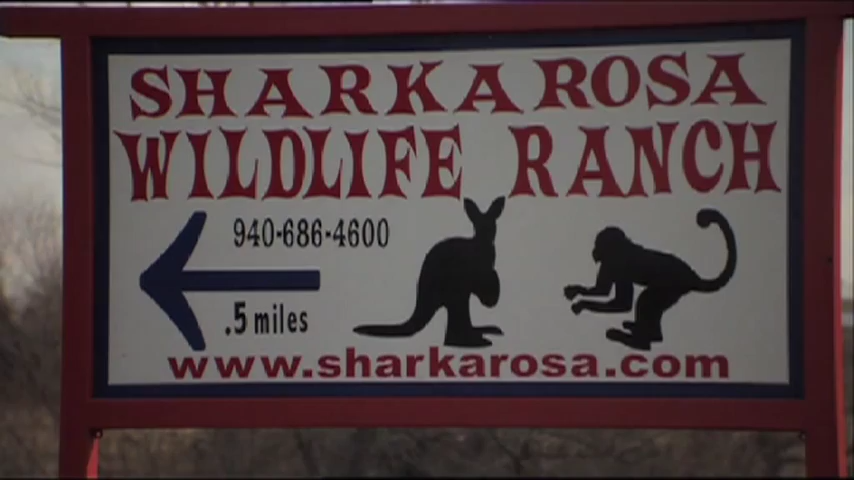 SHARKAROSA
WILDLIFE RANCH
940-686-4600
.5 miles
www.sharkarosa.com